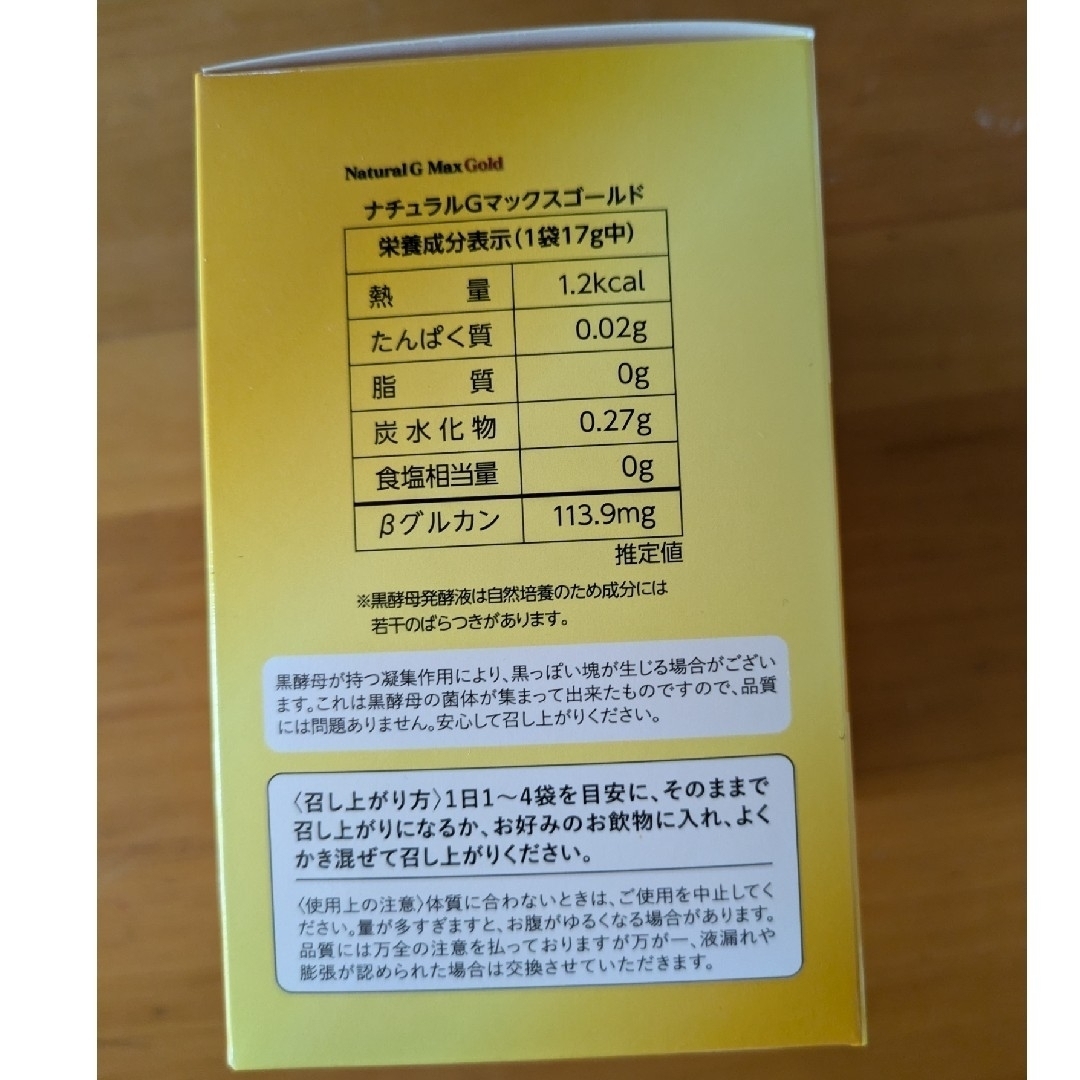 Natural G Max Gold
ナチュラルGマックスゴールド
栄養成分表示(1袋17g中)
熱量 1.2kcal
たんぱく質 0.02g
脂質 0g
炭水化物 0.27g
食塩相当量 0g
βグルカン 113.9mg
推定値
※黒酵母発酵液は自然培養のため成分には
若干のばらつきがあります。
黒酵母が持つ凝集作用により、黒っぽい塊が生じる場合がござい
ます。これは黒酵母の菌体が集まって出来たものですので、品質
には問題ありません。安心して召し上がりください。
〈召し上がり方〉1日1〜4袋を目安に、そのままで
召し上がりになるか、お好みのお飲物に入れ、よく
かき混ぜて召し上がりください。
〈使用上の注意〉体質に合わないときは、ご使用を中止してく
ださい。量が多すぎますと、お腹がゆるくなる場合があります。
品質には万全の注意を払っておりますが万が一、液漏れや
膨張が認められた場合は交換させていただきます。